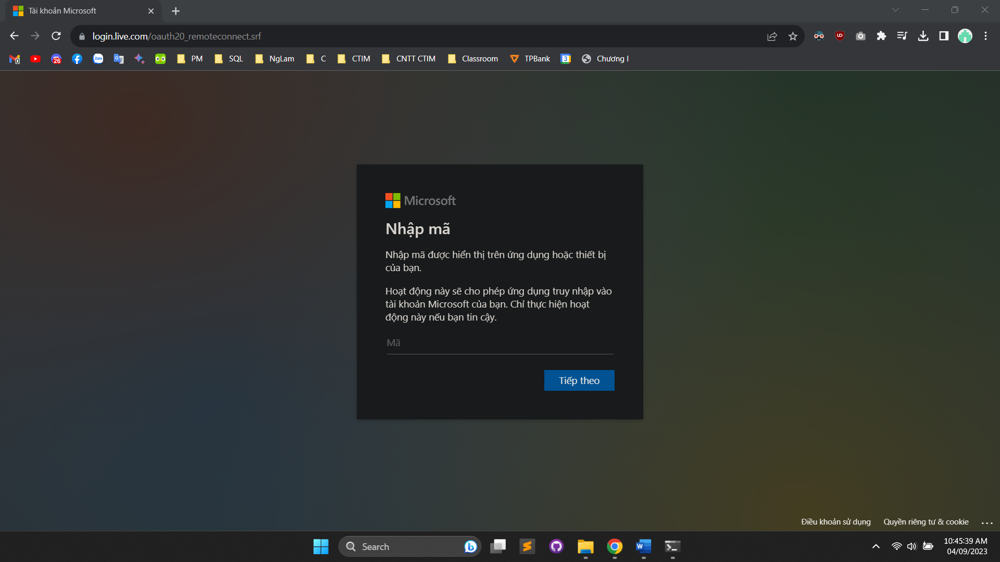 Tài khoản Microsoft
login.live.com/oauth20_remoteconnect.srf
0
26
Zalo
PM
SQL
NgLam
C
CTIM
CNTT CTIM
Classroom
TPBank
3
Chương I
Microsoft
Nhập mã
Nhập mã được hiển thị trên ứng dụng hoặc thiết bị
của bạn.
Hoạt động này sẽ cho phép ứng dụng truy nhập vào
tài khoản Microsoft của bạn. Chỉ thực hiện hoạt
động này nếu bạn tin cậy.
Mã
Tiếp theo
Điều khoản sử dụng
Quyền riêng tư & cookie
...
Search
10:45:39 AM
04/09/2023